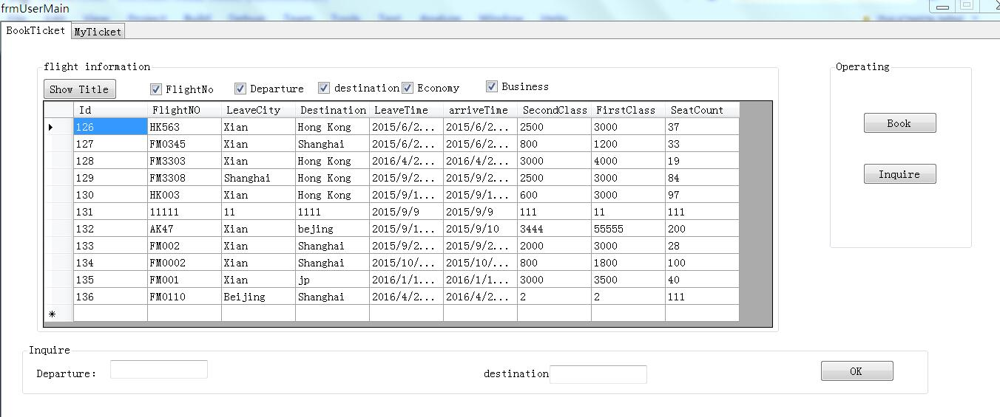 frmUserMain
BookTicket MyTicket
flight information
Operating
Show Title FlightNo Departure destination Economy Business
Id FlightNO LeaveCity Destination LeaveTime arriveTime SecondClass FirstClass SeatCount
126 HK563 Xian Hong Kong 2015/6/2... 2015/6/2... 2500 3000 37
127 FM0345 Xian Shanghai 2015/6/2... 2015/6/2... 800 1200 33
128 FM3303 Xian Hong Kong 2016/4/2... 2016/4/2... 3000 4000 19
129 FM3308 Shanghai Hong Kong 2015/9/2... 2015/9/2... 2500 3000 84
130 HK003 Xian Hong Kong 2015/9/1... 2015/9/1... 600 3000 97
131 11111 11 1111 2015/9/9 2015/9/9 111 11 111
132 AK47 Xian bejing 2015/9/1... 2015/9/10 3444 55555 200
133 FM002 Xian Shanghai 2015/9/2... 2015/9/2... 2000 3000 28
134 FM0002 Xian Shanghai 2015/10/... 2015/10/... 800 1800 100
135 FM001 Xian jp 2016/1/1... 2016/1/1... 3000 3500 40
136 FM0110 Beijing Shanghai 2016/4/2... 2016/4/2... 2 2 111
*
Book
Inquire
Inquire
Departure: destination OK